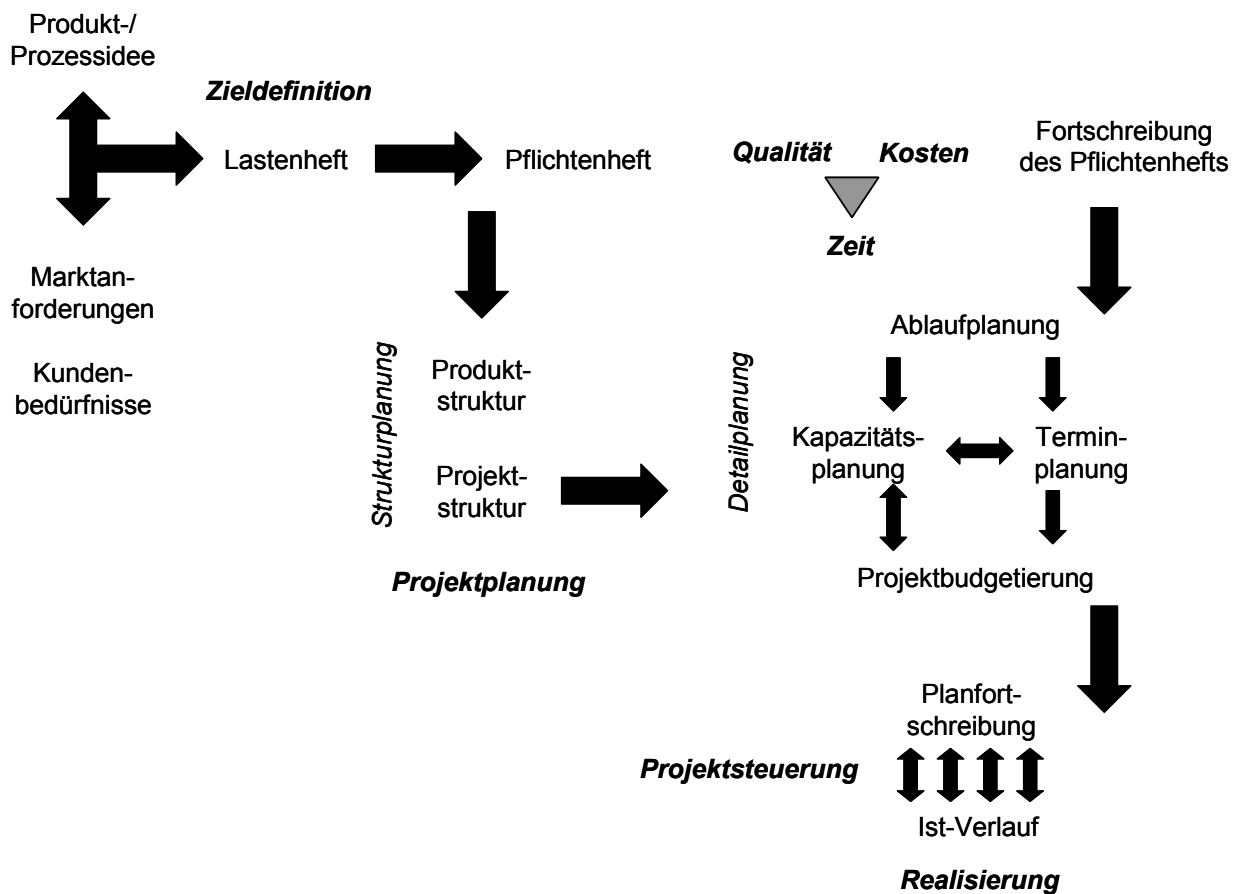 Produkt-/
Prozessidee
Zieldefinition
Lastenheft
Pflichtenheft
Marktan-
forderungen
Kunden-
bedürfnisse
Strukturplanung
Produkt-
struktur
Projekt-
struktur
Projektplanung
Qualität
Kosten
Zeit
Fortschreibung
des Pflichtenhefts
Detailplanung
Ablaufplanung
Kapazitäts-
planung
Termin-
planung
Projektbudgetierung
Planfort-
schreibung
Projektsteuerung
Ist-Verlauf
Realisierung